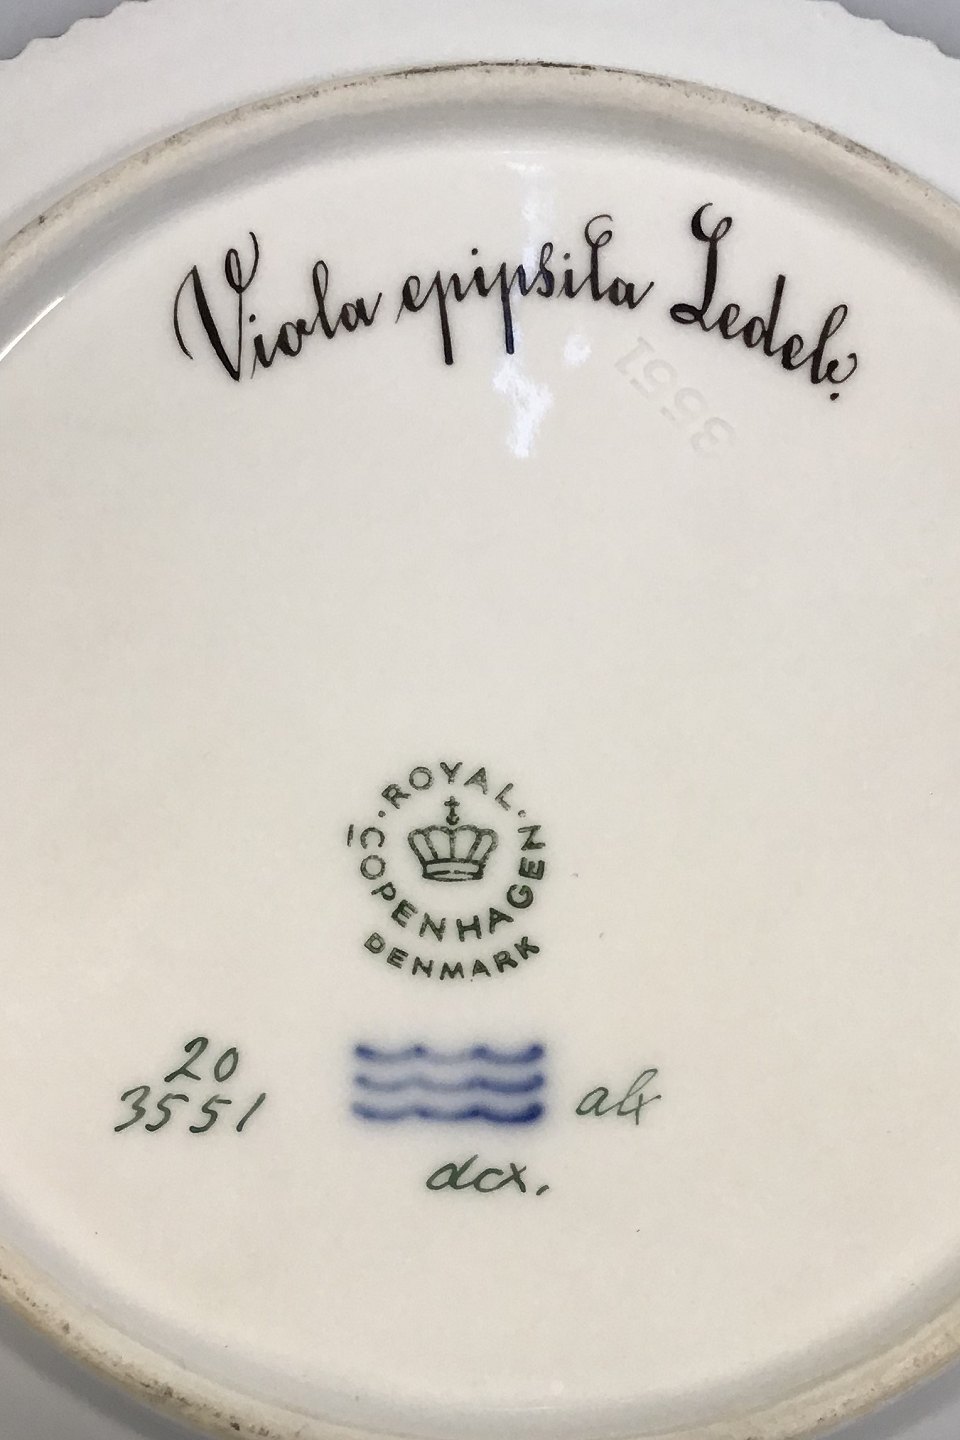 Viola epipsila Ledeb.
3551
· ROYAL ·
COPENHAGEN
DENMARK
20
3551
dcx.